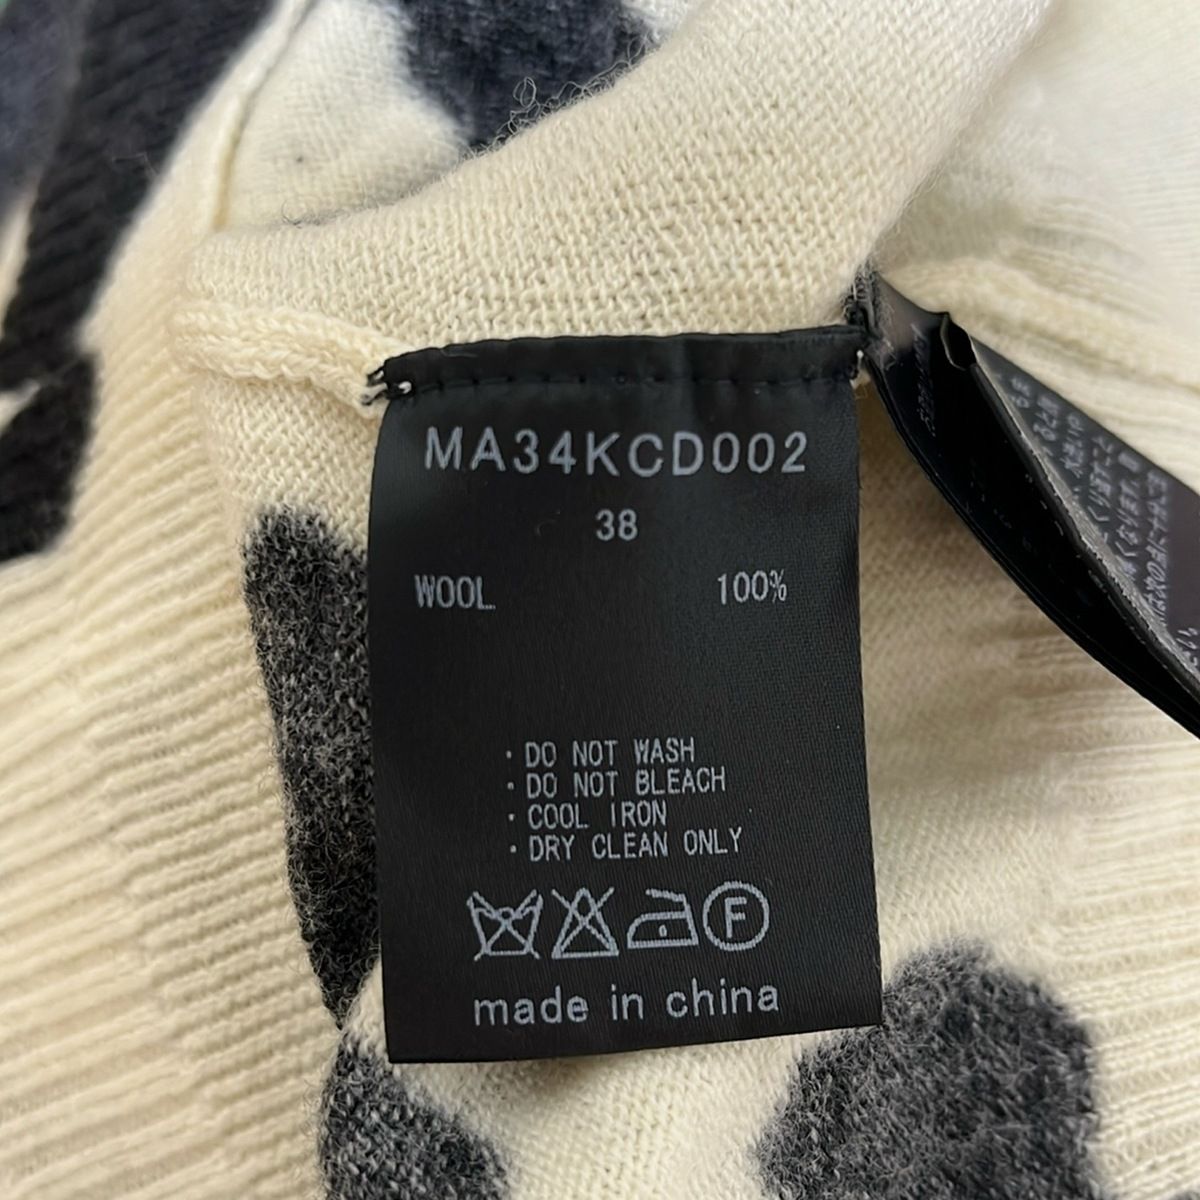 MA34KCD002
38
WOOL 100%
・DO NOT WASH
・DO NOT BLEACH
・COOL IRON
・DRY CLEAN ONLY
F
made in china